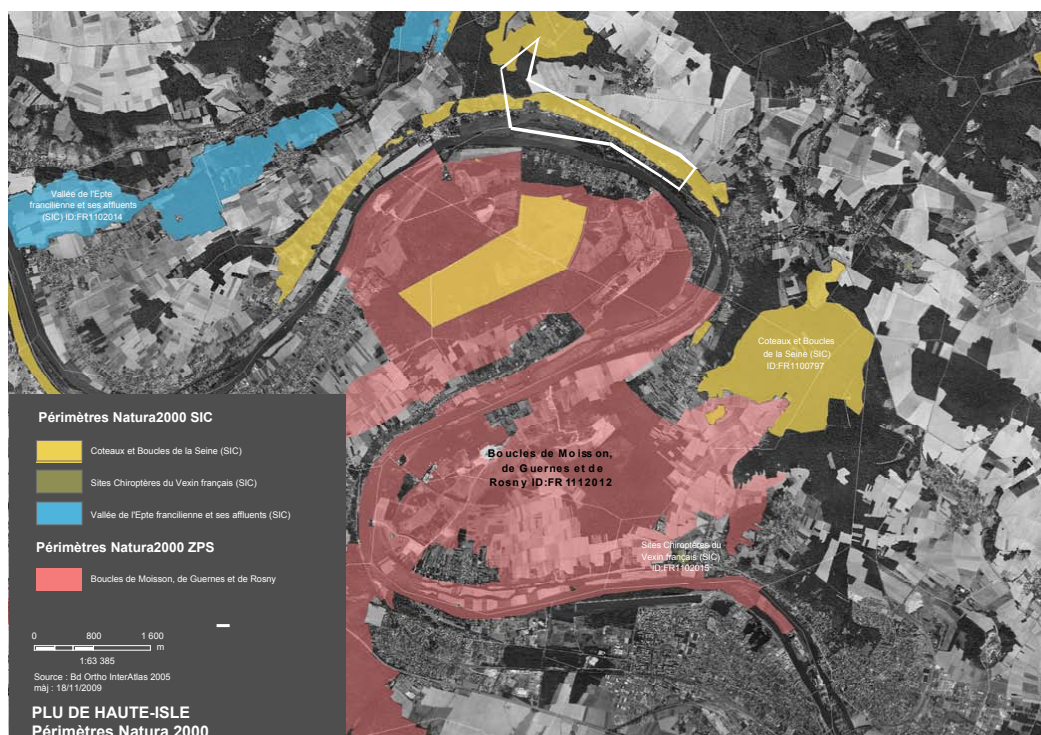 Vallée de l'Epte
francilienne et ses affluents
(SIC) ID:FR1102014
Coteaux et Boucles
de la Seine (SIC)
ID:FR1100797
Boucles de Moisson,
de Guernes et de
Rosny ID:FR1112012
Sites Chiroptères du
Vexin français (SIC)
ID:FR1102015
Périmètres Natura2000 SIC
Coteaux et Boucles de la Seine (SIC)
Sites Chiroptères du Vexin français (SIC)
Vallée de l'Epte francilienne et ses affluents (SIC)
Périmètres Natura2000 ZPS
Boucles de Moisson, de Guernes et de Rosny
0 800 1 600
m
1:63 385
Source : Bd Ortho InterAtlas 2005
màj : 18/11/2009
PLU DE HAUTE-ISLE
Périmètres Natura 2000